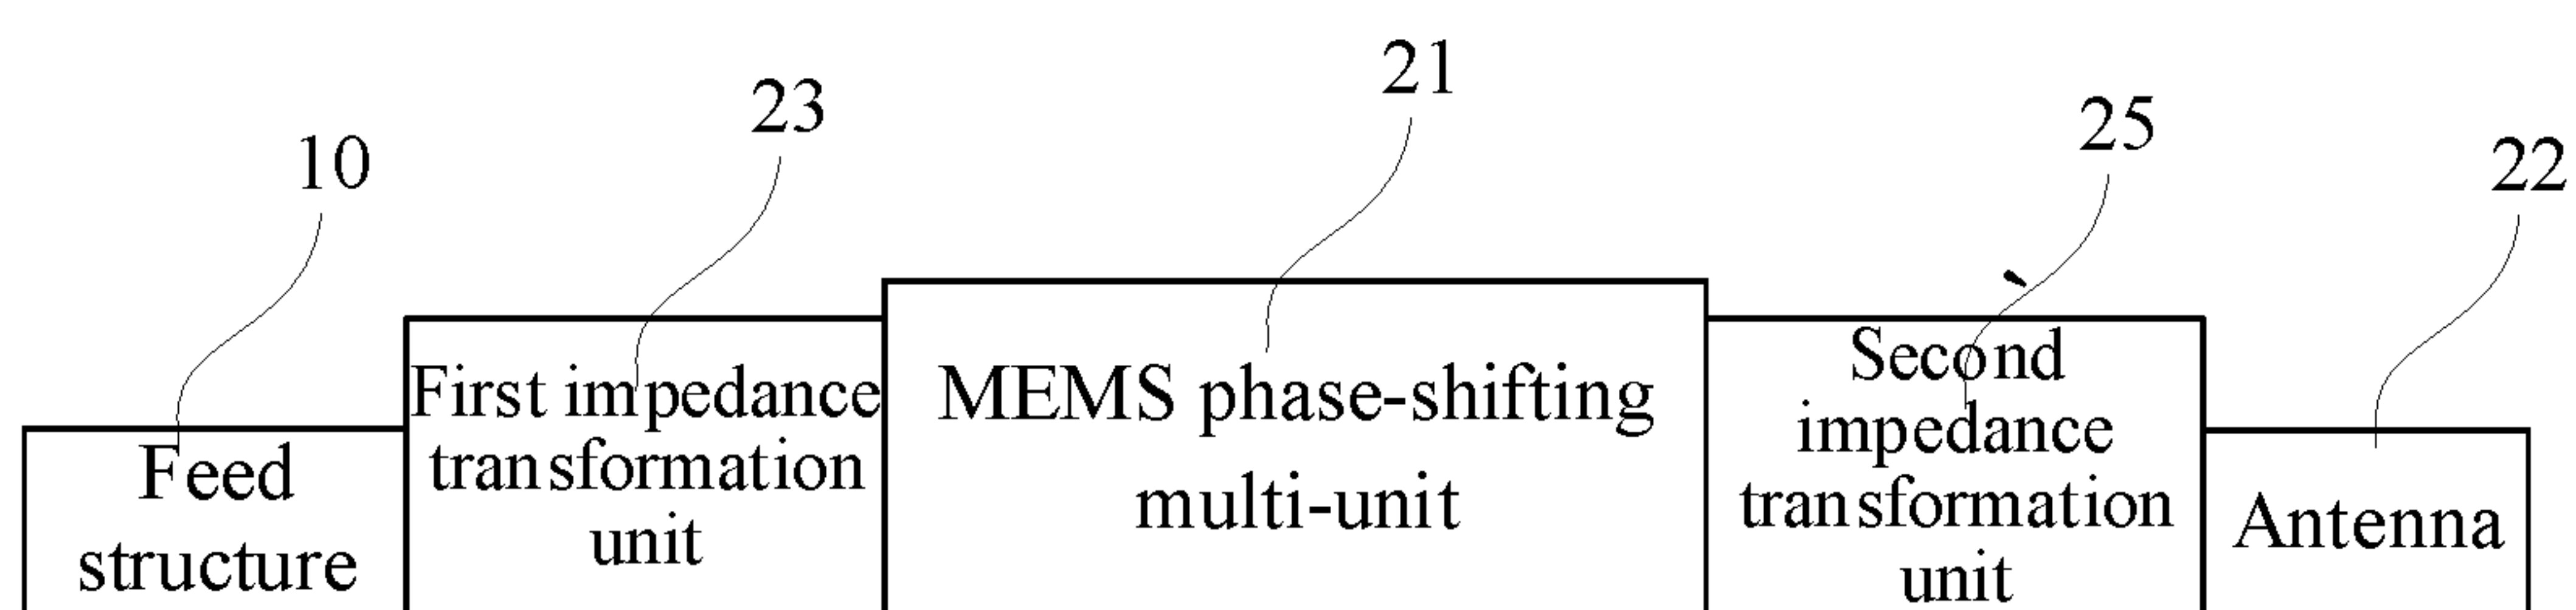 10
23
21
25
22
Feed
structure
First impedance
transformation
unit
MEMS phase-shifting
multi-unit
Second
impedance
transformation
unit
Antenna